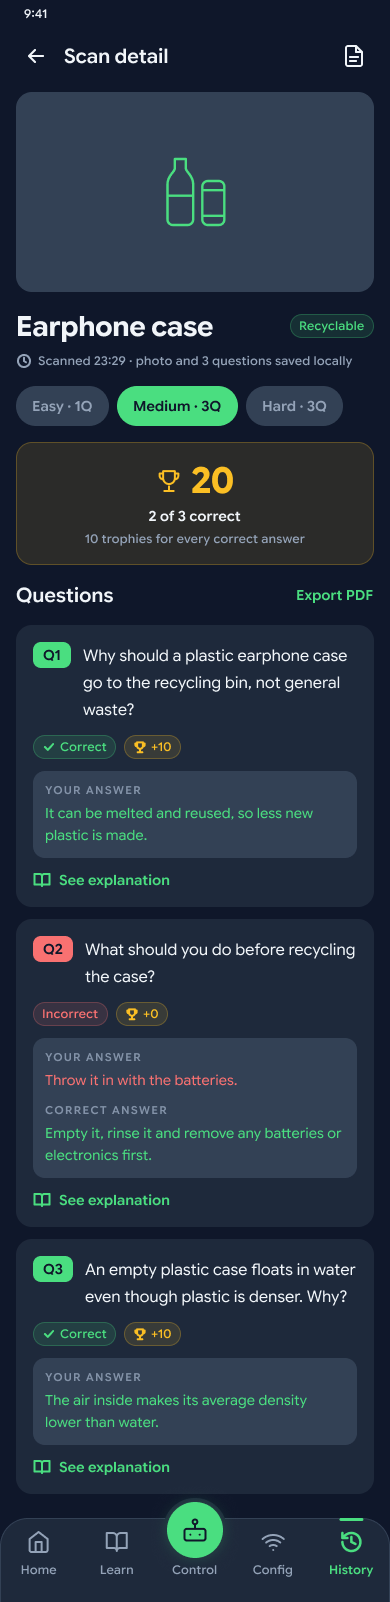 9:41
Scan detail
Earphone case
Recyclable
Scanned 23:29 · photo and 3 questions saved locally
Easy · 1Q
Medium · 3Q
Hard · 3Q
20
2 of 3 correct
10 trophies for every correct answer
Questions
Export PDF
Q1
Why should a plastic earphone case
go to the recycling bin, not general
waste?
Correct
+10
YOUR ANSWER
It can be melted and reused, so less new
plastic is made.
See explanation
Q2
What should you do before recycling
the case?
Incorrect
+0
YOUR ANSWER
Throw it in with the batteries.
CORRECT ANSWER
Empty it, rinse it and remove any batteries or
electronics first.
See explanation
Q3
An empty plastic case floats in water
even though plastic is denser. Why?
Correct
+10
YOUR ANSWER
The air inside makes its average density
lower than water.
See explanation
Home
Learn
Control
Config
History